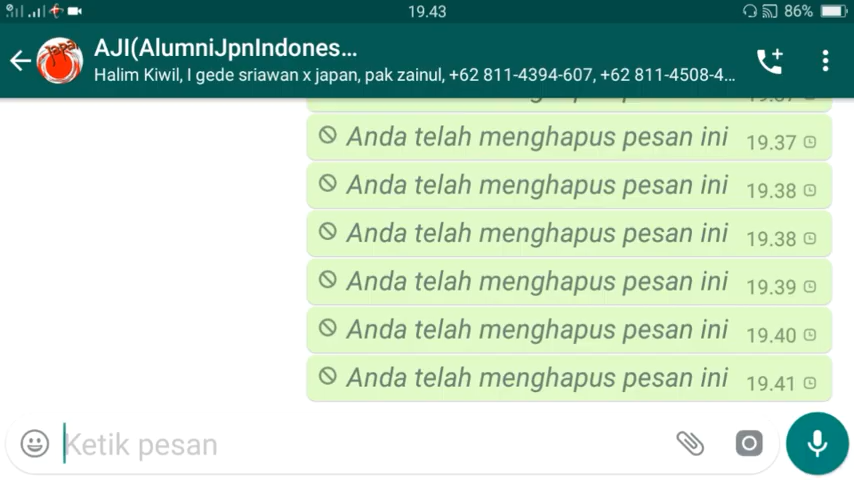 19.43
86%
AJI(AlumniJpnIndones...
Halim Kiwil, I gede sriawan x japan, pak zainul, +62 811-4394-607, +62 811-4508-4...
Anda telah menghapus pesan ini 19.37
Anda telah menghapus pesan ini 19.38
Anda telah menghapus pesan ini 19.38
Anda telah menghapus pesan ini 19.39
Anda telah menghapus pesan ini 19.40
Anda telah menghapus pesan ini 19.41
Ketik pesan